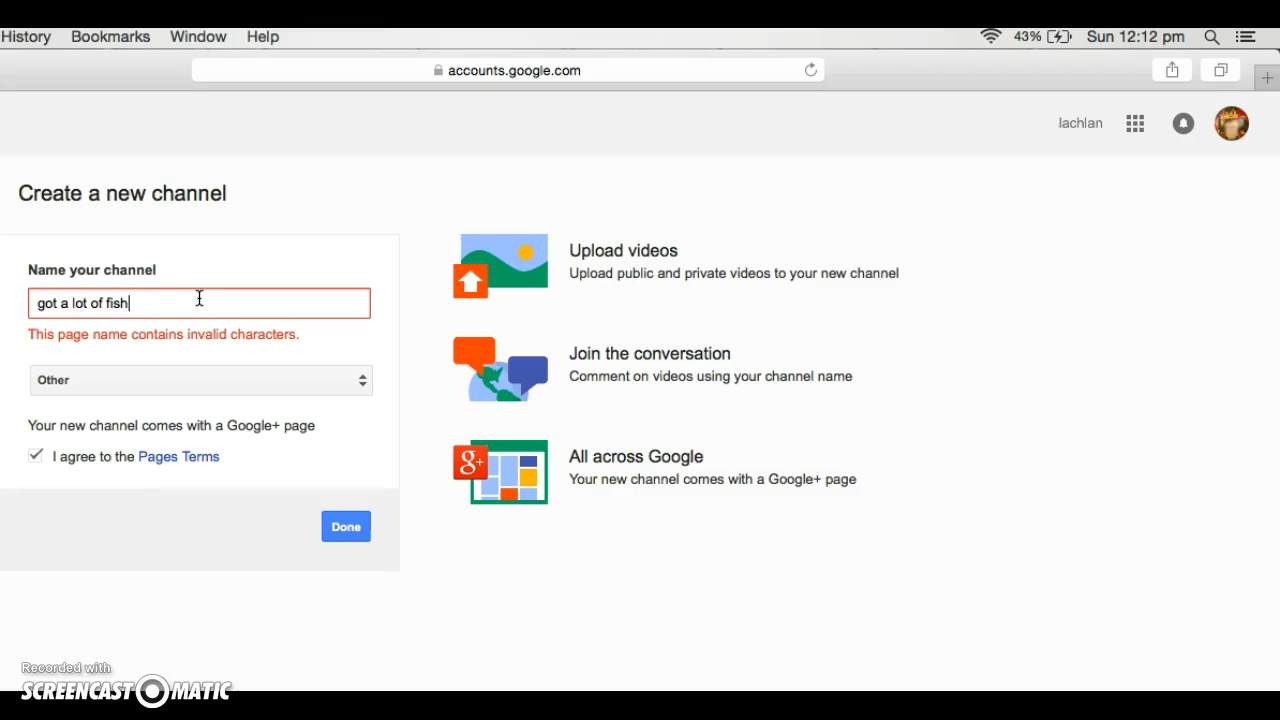 History Bookmarks Window Help 43% Sun 12:12 pm
accounts.google.com
lachlan
Create a new channel
Name your channel
got a lot of fish
This page name contains invalid characters.
Other
Your new channel comes with a Google+ page
I agree to the Pages Terms
Done
Upload videos
Upload public and private videos to your new channel
Join the conversation
Comment on videos using your channel name
g+
All across Google
Your new channel comes with a Google+ page
Recorded with
SCREENCAST-O-MATIC